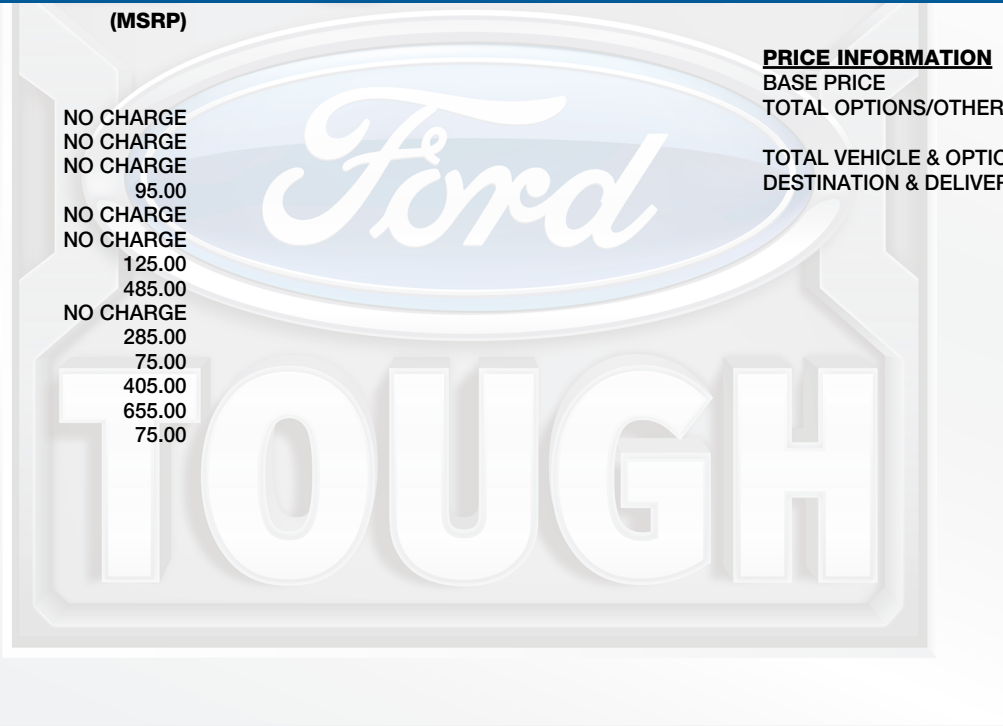 (MSRP)
NO CHARGE
NO CHARGE
NO CHARGE
95.00
NO CHARGE
NO CHARGE
125.00
485.00
NO CHARGE
285.00
75.00
405.00
655.00
75.00
PRICE INFORMATION
BASE PRICE
TOTAL OPTIONS/OTHER
TOTAL VEHICLE & OPTIO
DESTINATION & DELIVER
Ford
TOUGH